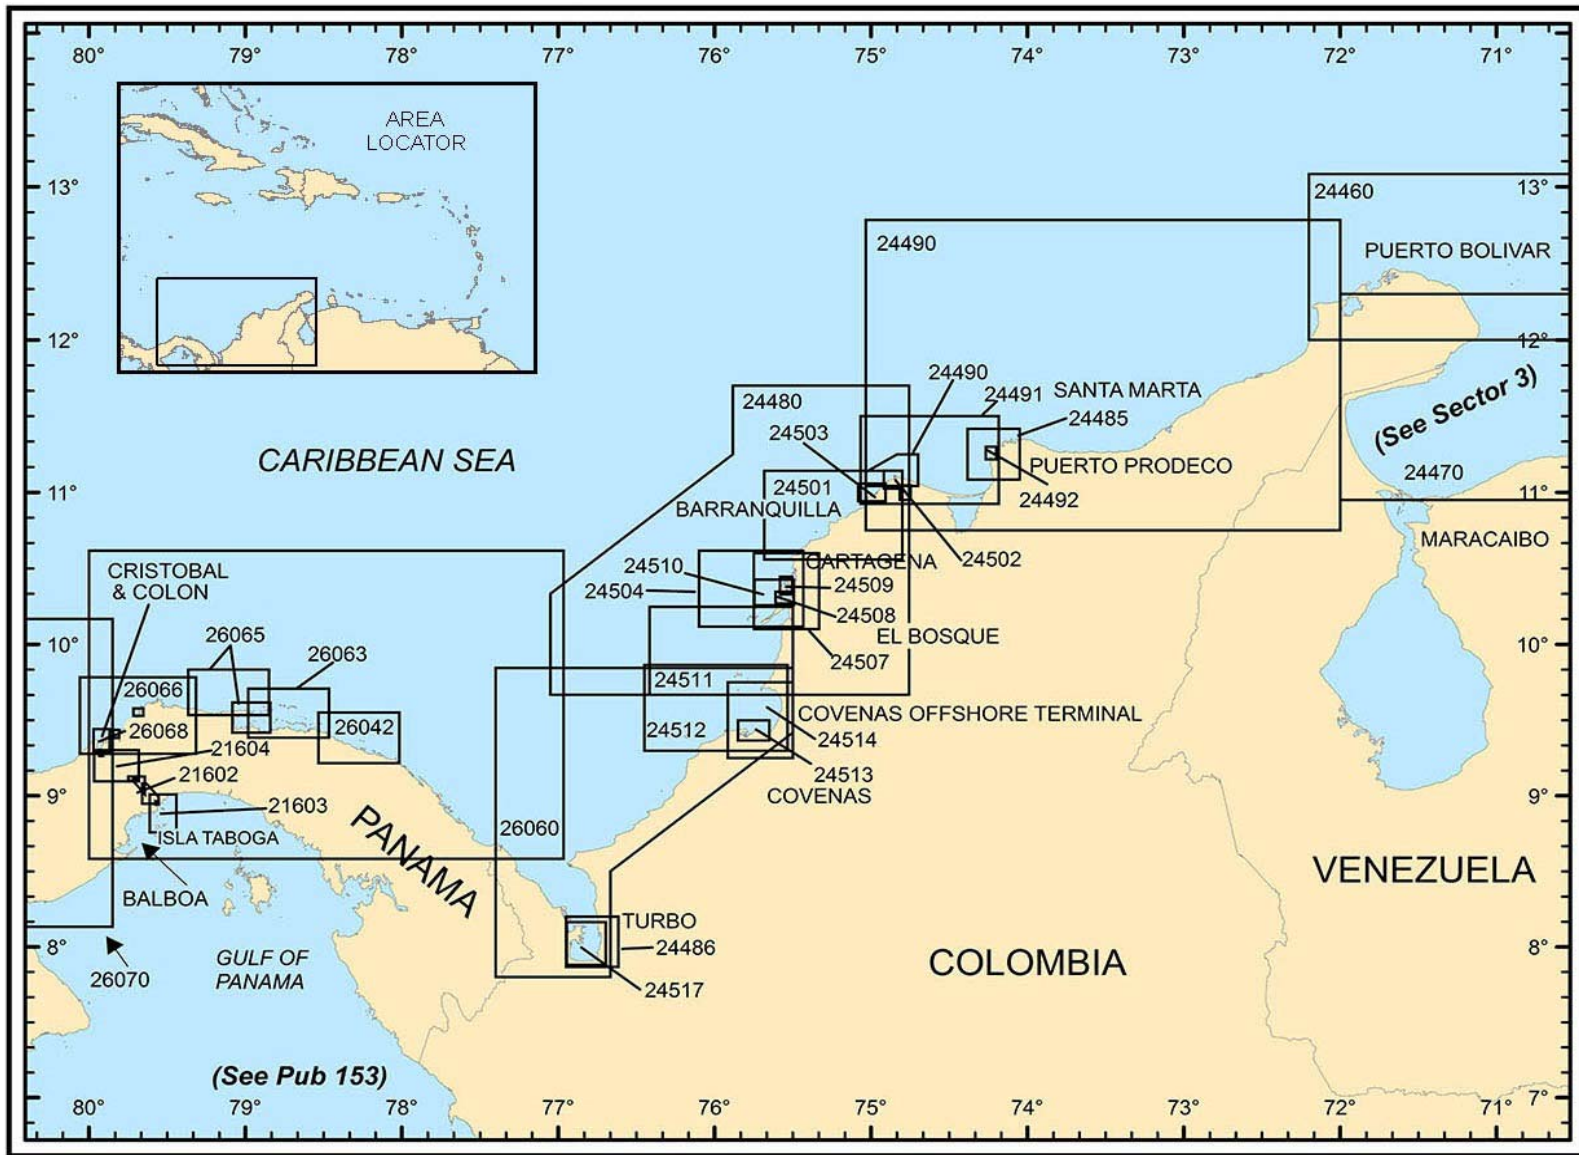 80° 79° 78° 77° 76° 75° 74° 73° 72° 71°
AREA
LOCATOR
13°
24460
13°
24490
PUERTO BOLIVAR
12°
12°
24490
24491
SANTA MARTA
24480
24485
24503
(See Sector 3)
CARIBBEAN SEA
PUERTO PRODECO
24470
24501
24492
11°
11°
BARRANQUILLA
MARACAIBO
24502
CARTAGENA
CRISTOBAL
& COLON
24510
24504
24509
24508
EL BOSQUE
10°
10°
26065
26063
24507
24511
26066
COVENAS OFFSHORE TERMINAL
26068
26042
24512
24514
21604
21602
24513
9°
COVENAS
9°
21603
26060
ISLA TABOGA
PANAMA
VENEZUELA
BALBOA
TURBO
8°
24486
8°
GULF OF
PANAMA
COLOMBIA
26070
24517
(See Pub 153)
7°
80° 79° 78° 77° 76° 75° 74° 73° 72° 71°